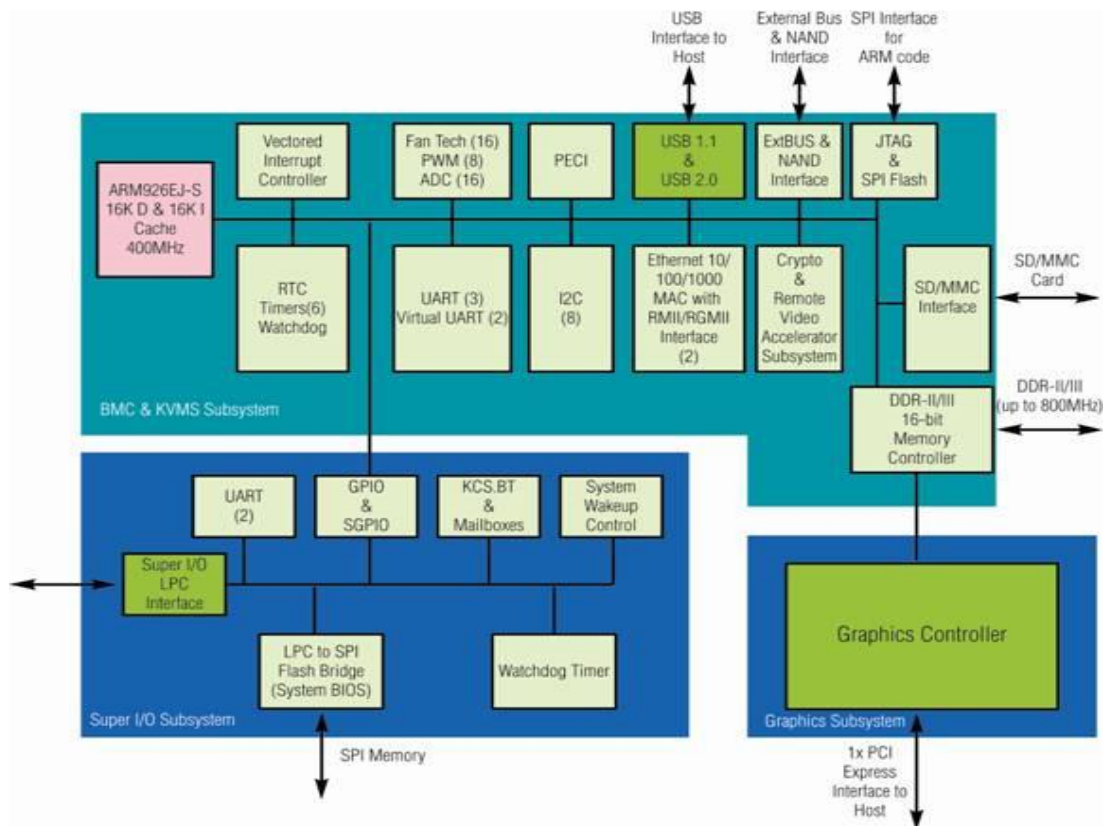 USB
Interface to
Host
External Bus
& NAND
Interface
SPI Interface
for
ARM code
Vectored
Interrupt
Controller
Fan Tech (16)
PWM (8)
ADC (16)
PECI
USB 1.1
&
USB 2.0
ExtBUS &
NAND
Interface
JTAG
&
SPI Flash
ARM926EJ-S
16K D & 16K I
Cache
400MHz
RTC
Timers(6)
Watchdog
UART (3)
Virtual UART (2)
I2C
(8)
Ethernet 10/
100/1000
MAC with
RMII/RGMII
Interface
(2)
Crypto
&
Remote
Video
Accelerator
Subsystem
SD/MMC
Interface
SD/MMC
Card
BMC & KVMS Subsystem
DDR-II/III
16-bit
Memory
Controller
DDR-II/III
(up to 800MHz)
UART
(2)
GPIO
&
SGPIO
KCS.BT
&
Mailboxes
System
Wakeup
Control
Super I/O
LPC
Interface
LPC to SPI
Flash Bridge
(System BIOS)
Watchdog Timer
Super I/O Subsystem
SPI Memory
Graphics Controller
Graphics Subsystem
1x PCI
Express
Interface to
Host